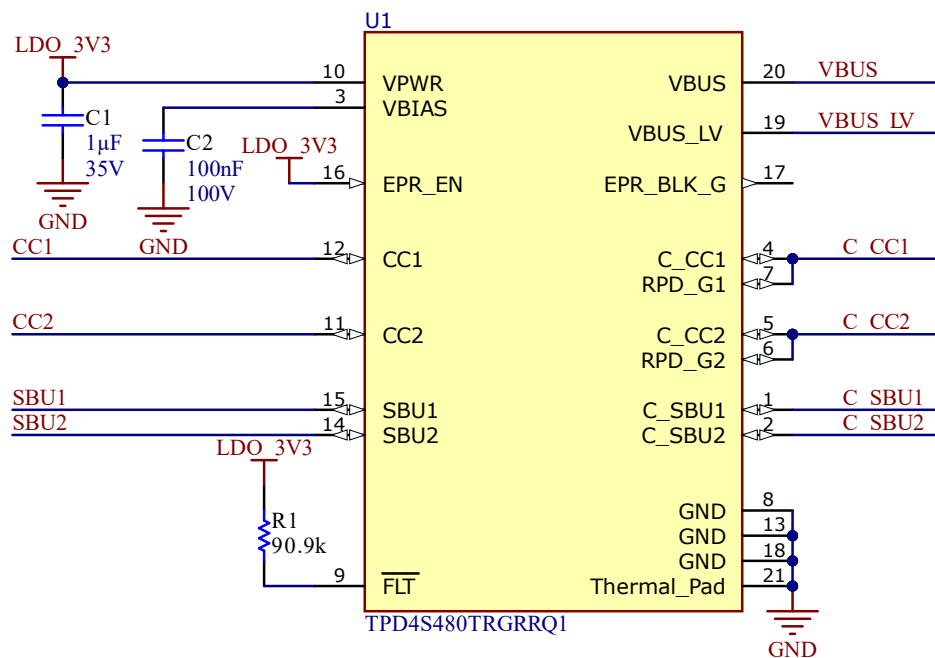 U1
LDO_3V3
10 VPWR VBUS 20 VBUS
3 VBIAS
C1
1µF
35V
GND
C2
100nF
100V
GND
VBUS_LV 19 VBUS_LV
LDO_3V3
16 EPR_EN EPR_BLK_G 17
CC1 12 CC1 C_CC1 4 C_CC1
RPD_G1 7
CC2 11 CC2 C_CC2 5 C_CC2
RPD_G2 6
SBU1 15 SBU1 C_SBU1 1 C_SBU1
SBU2 14 SBU2 C_SBU2 2 C_SBU2
LDO_3V3
R1
90.9k
GND 8
GND 13
GND 18
9 FLT Thermal_Pad 21
TPD4S480TRGRRQ1
GND